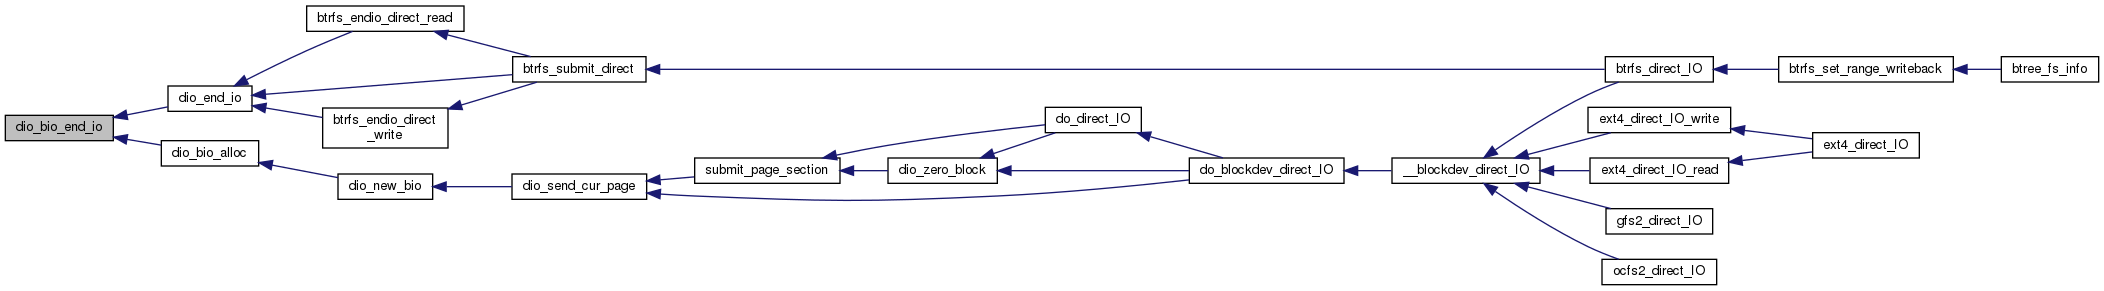 btrfs_endio_direct_read
btrfs_submit_direct
btrfs_direct_IO
btrfs_set_range_writeback
btree_fs_info
dio_end_io
dio_bio_end_io
btrfs_endio_direct
_write
do_direct_IO
ext4_direct_IO_write
ext4_direct_IO
dio_bio_alloc
submit_page_section
dio_zero_block
do_blockdev_direct_IO
__blockdev_direct_IO
ext4_direct_IO_read
dio_new_bio
dio_send_cur_page
gfs2_direct_IO
ocfs2_direct_IO